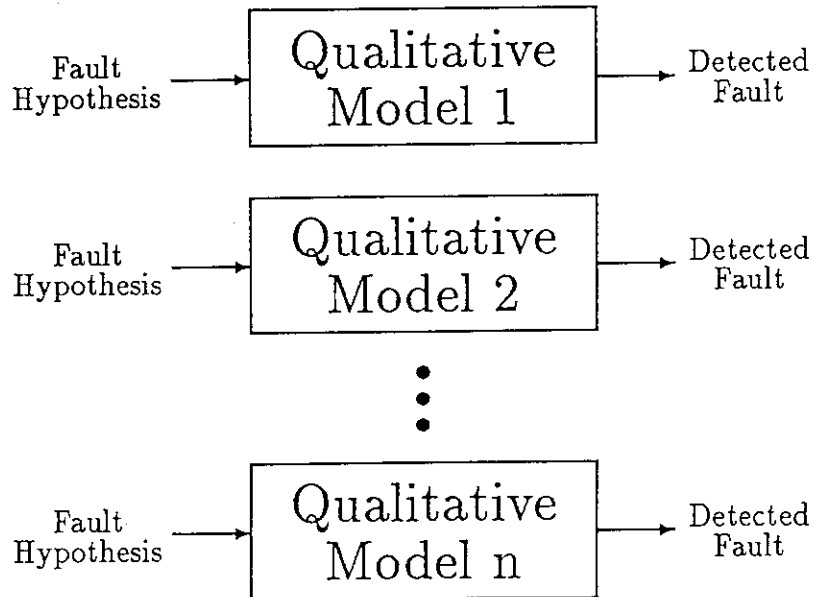 Fault
Hypothesis
Qualitative
Model 1
Detected
Fault
Fault
Hypothesis
Qualitative
Model 2
Detected
Fault
Fault
Hypothesis
Qualitative
Model n
Detected
Fault